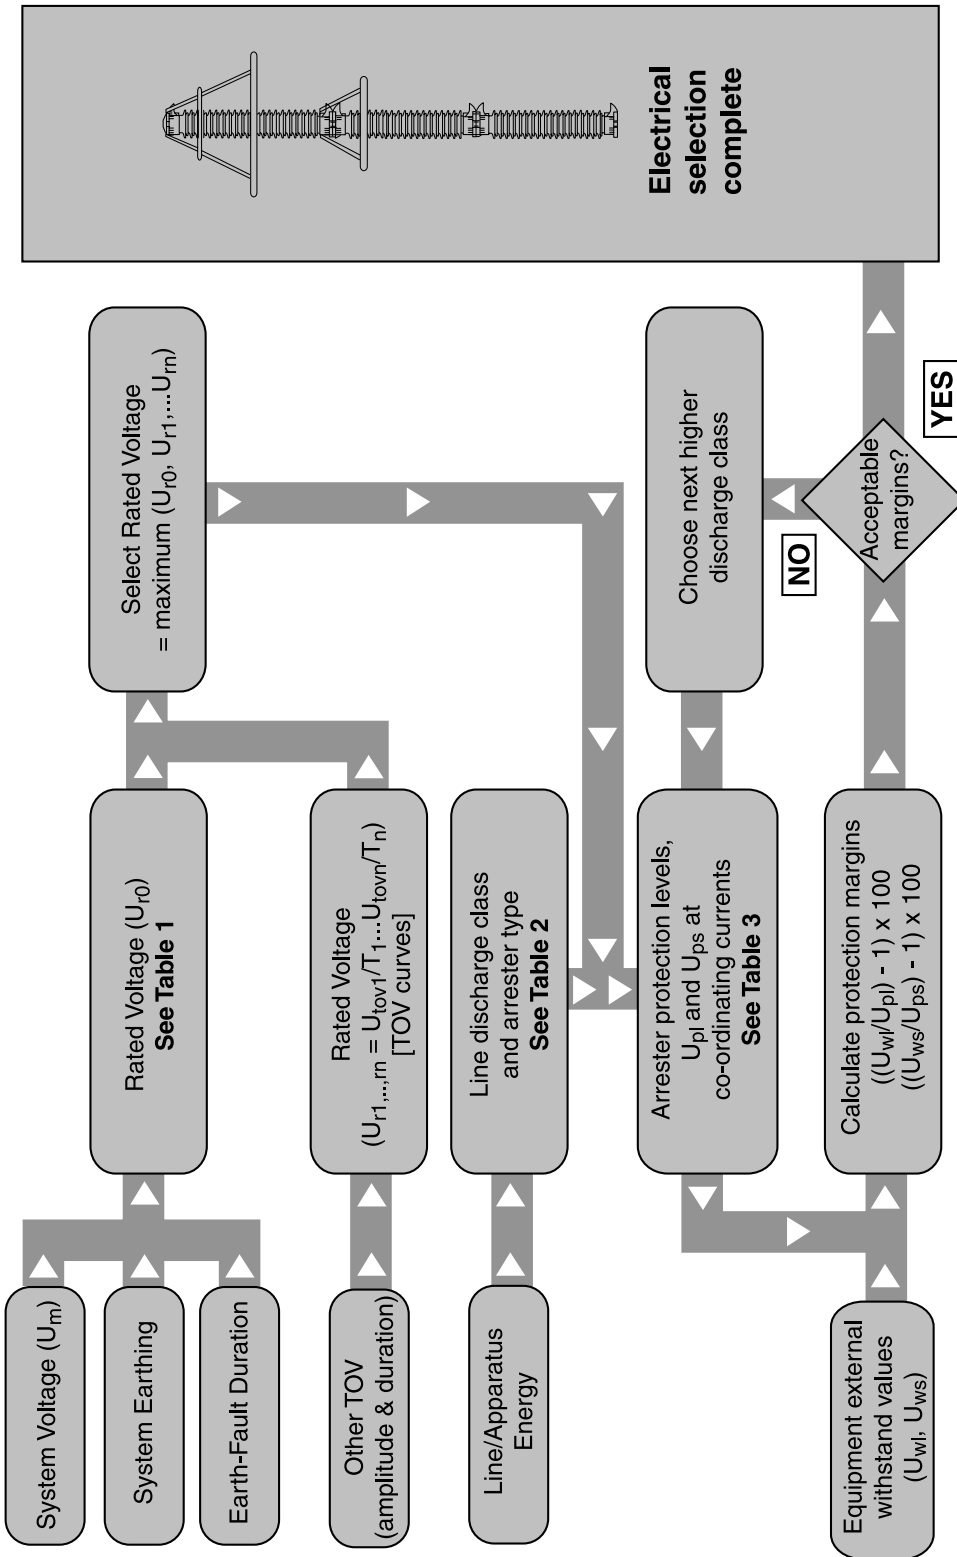 System Voltage (Um)
System Earthing
Earth-Fault Duration
Other TOV
(amplitude & duration)
Line/Apparatus
Energy
Equipment external
withstand values
(Uwl, Uws)
Rated Voltage (Ur0)
See Table 1
Rated Voltage
(Ur1,..,rn = Utov1/T1...Utovn/Tn)
[TOV curves]
Line discharge class
and arrester type
See Table 2
Arrester protection levels,
Upl and Ups at
co-ordinating currents
See Table 3
Calculate protection margins
((Uwl/Upl) - 1) x 100
((Uws/Ups) - 1) x 100
Select Rated Voltage
= maximum (Ur0, Ur1,...Urn)
Choose next higher
discharge class
NO
Acceptable
margins?
YES
Electrical
selection
complete